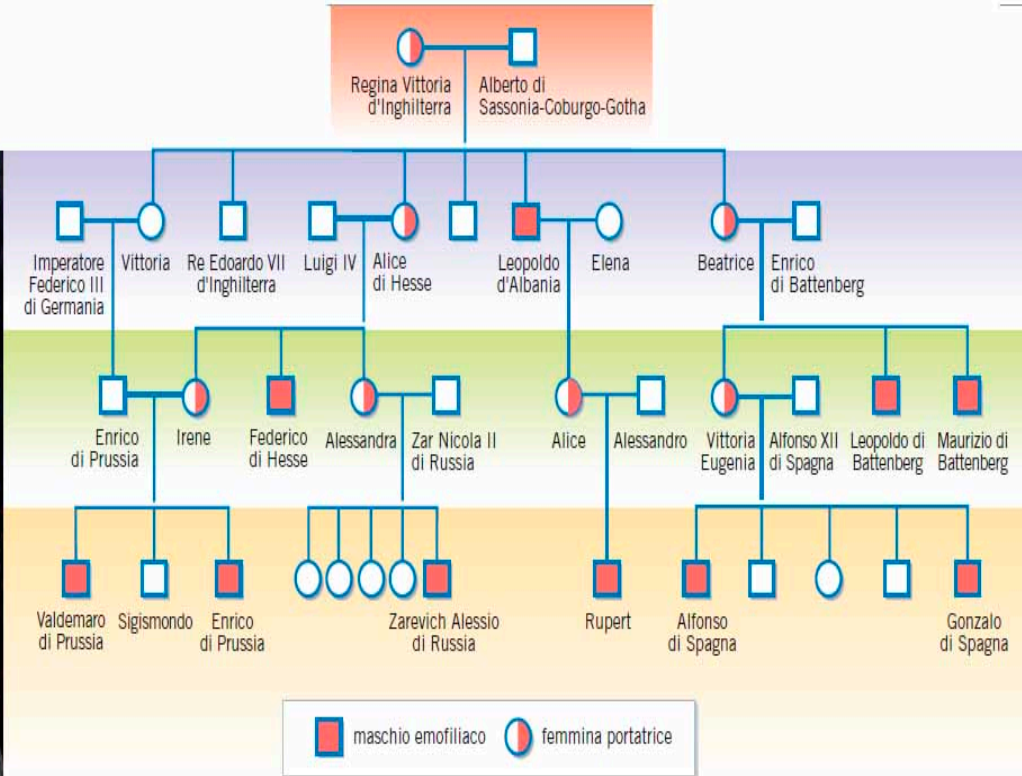 Regina Vittoria
d'Inghilterra
Alberto di
Sassonia-Coburgo-Gotha
Imperatore
Federico III
di Germania
Vittoria
Re Edoardo VII
d'Inghilterra
Luigi IV
Alice
di Hesse
Leopoldo
d'Albania
Elena
Beatrice
Enrico
di Battenberg
Enrico
di Prussia
Irene
Federico
di Hesse
Alessandra
Zar Nicola II
di Russia
Alice
Alessandro
Vittoria
Eugenia
Alfonso XII
di Spagna
Leopoldo di
Battenberg
Maurizio di
Battenberg
Valdemaro
di Prussia
Sigismondo
Enrico
di Prussia
Zarevich Alessio
di Russia
Rupert
Alfonso
di Spagna
Gonzalo
di Spagna
maschio emofiliaco
femmina portatrice